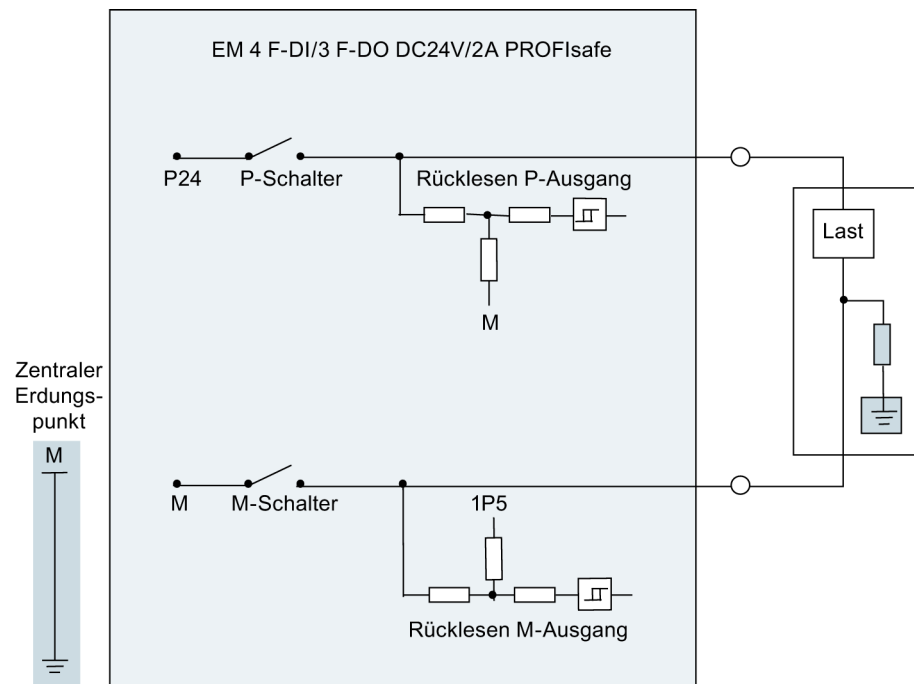 EM 4 F-DI/3 F-DO DC24V/2A PROFIsafe
P24
P-Schalter
Rücklesen P-Ausgang
M
Last
Zentraler
Erdungs-
punkt
M
M
M-Schalter
1P5
Rücklesen M-Ausgang